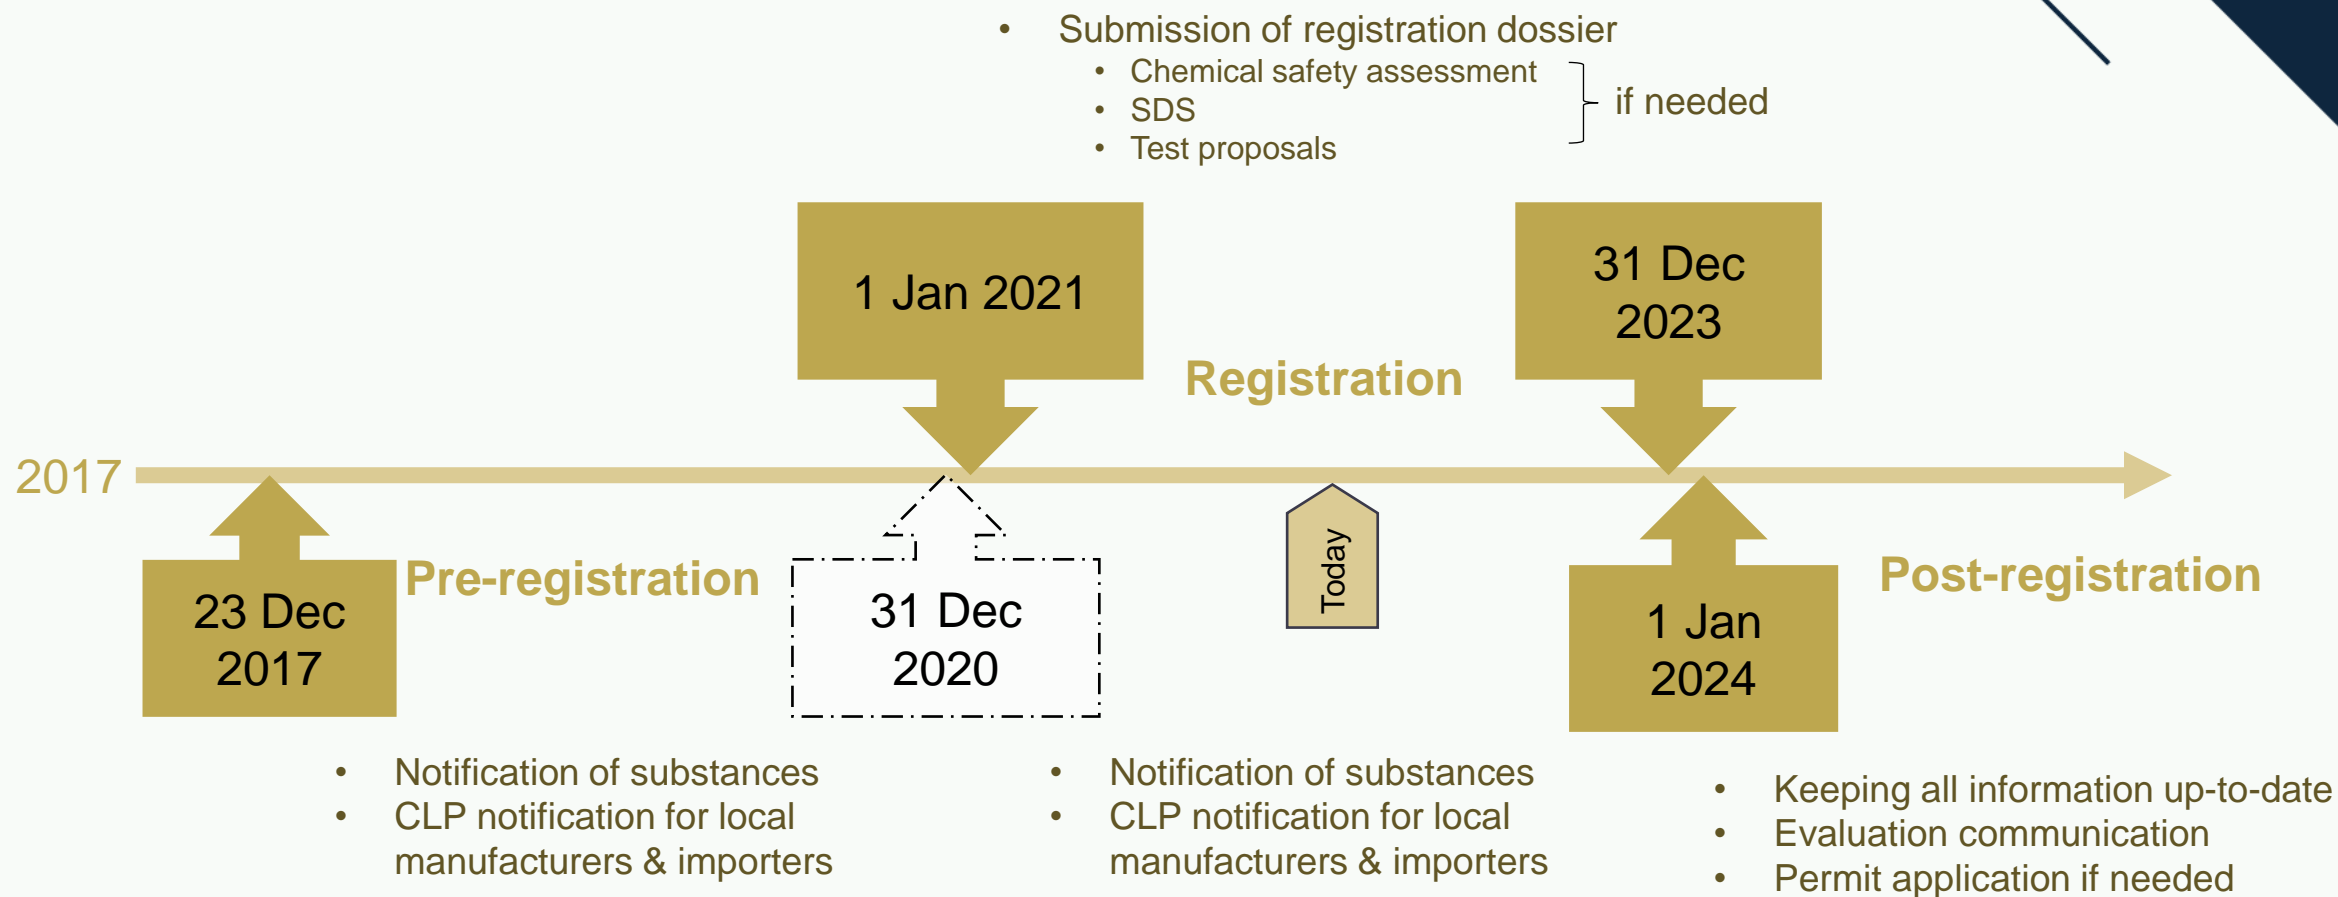 • Submission of registration dossier
• Chemical safety assessment
• SDS
• Test proposals
if needed
1 Jan 2021
31 Dec
2023
Registration
2017
Today
23 Dec
2017
Pre-registration
31 Dec
2020
1 Jan
2024
Post-registration
• Notification of substances
• CLP notification for local
manufacturers & importers
• Notification of substances
• CLP notification for local
manufacturers & importers
• Keeping all information up-to-date
• Evaluation communication
• Permit application if needed